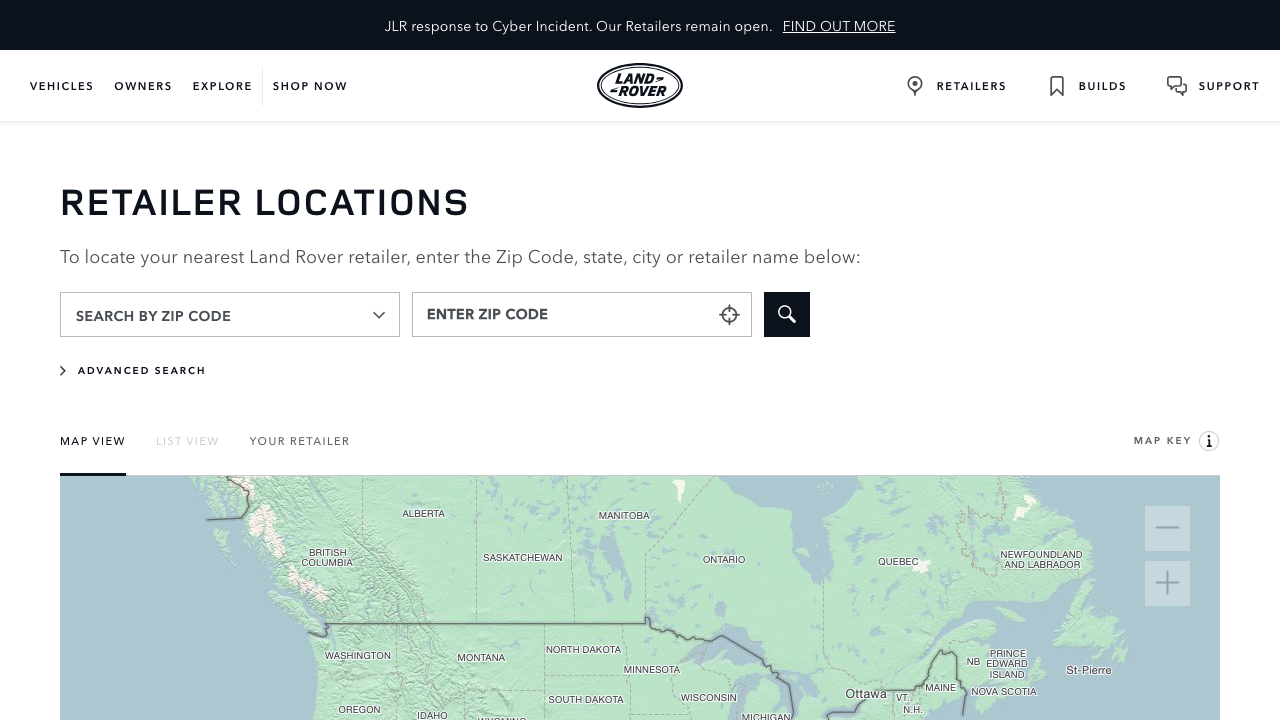 JLR response to Cyber Incident. Our Retailers remain open. FIND OUT MORE
VEHICLES OWNERS EXPLORE SHOP NOW
LAND
ROVER
RETAILERS BUILDS SUPPORT
RETAILER LOCATIONS
To locate your nearest Land Rover retailer, enter the Zip Code, state, city or retailer name below:
SEARCH BY ZIP CODE
ENTER ZIP CODE
ADVANCED SEARCH
MAP VIEW LIST VIEW YOUR RETAILER
MAP KEY
ALBERTA
MANITOBA
BRITISH
COLUMBIA
SASKATCHEWAN
ONTARIO
QUEBEC
NEWFOUNDLAND
AND LABRADOR
WASHINGTON
MONTANA
NORTH DAKOTA
MINNESOTA
NB
PRINCE
EDWARD
ISLAND
St-Pierre
SOUTH DAKOTA
WISCONSIN
Ottawa
VT.
N.H.
MAINE
NOVA SCOTIA
OREGON
IDAHO
WYOMING
MICHIGAN